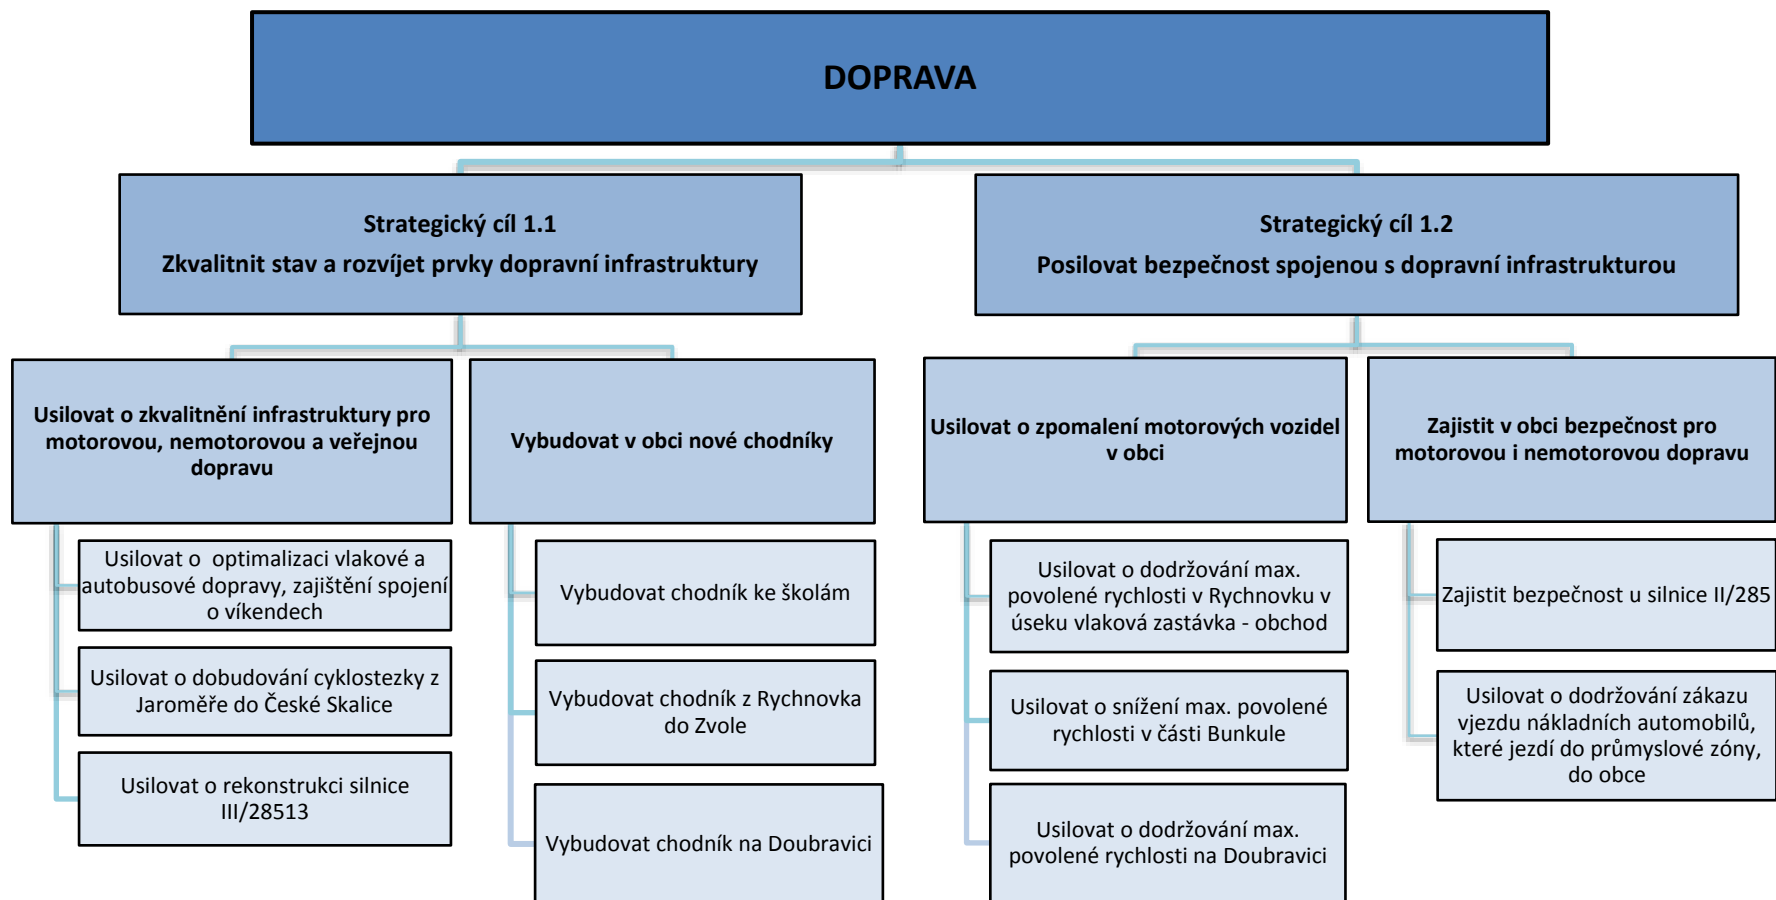 DOPRAVA
Strategický cíl 1.1
Zkvalitnit stav a rozvíjet prvky dopravní infrastruktury
Strategický cíl 1.2
Posilovat bezpečnost spojenou s dopravní infrastrukturou
Usilovat o zkvalitnění infrastruktury pro
motorovou, nemotorovou a veřejnou
dopravu
Usilovat o  optimalizaci vlakové a
autobusové dopravy, zajištění spojení
o víkendech
Usilovat o dobudování cyklostezky z
Jaroměře do České Skalice
Usilovat o rekonstrukci silnice
III/28513
Vybudovat v obci nové chodníky
Vybudovat chodník ke školám
Vybudovat chodník z Rychnovka
do Zvole
Vybudovat chodník na Doubravici
Usilovat o zpomalení motorových vozidel
v obci
Usilovat o dodržování max.
povolené rychlosti v Rychnovku v
úseku vlaková zastávka - obchod
Usilovat o snížení max. povolené
rychlosti v části Bunkule
Usilovat o dodržování max.
povolené rychlosti na Doubravici
Zajistit v obci bezpečnost pro
motorovou i nemotorovou dopravu
Zajistit bezpečnost u silnice II/285
Usilovat o dodržování zákazu
vjezdu nákladních automobilů,
které jezdí do průmyslové zóny,
do obce